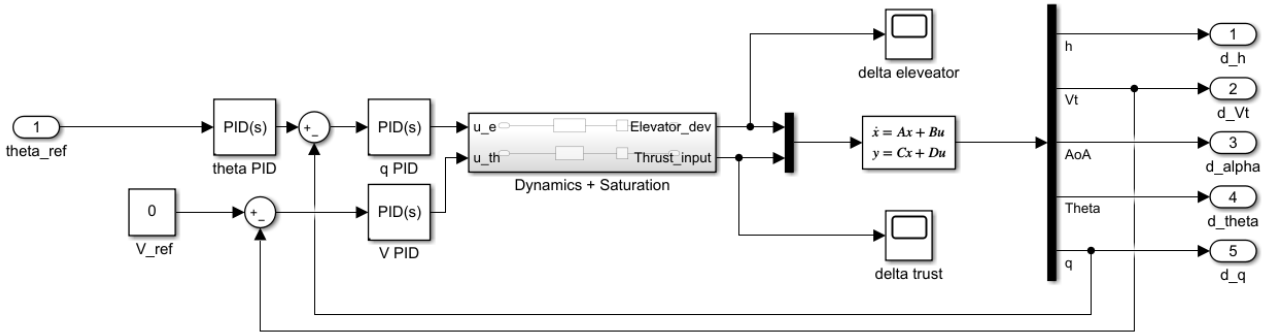 delta eleveator
1
theta_ref
PID(s)
theta PID
+
_
PID(s)
q PID
u_e
u_th
Elevator_dev
Thrust_input
Dynamics + Saturation
ẋ = Ax + Bu
y = Cx + Du
0
V_ref
+
_
PID(s)
V PID
delta trust
h
Vt
AoA
Theta
q
1
d_h
2
d_Vt
3
d_alpha
4
d_theta
5
d_q